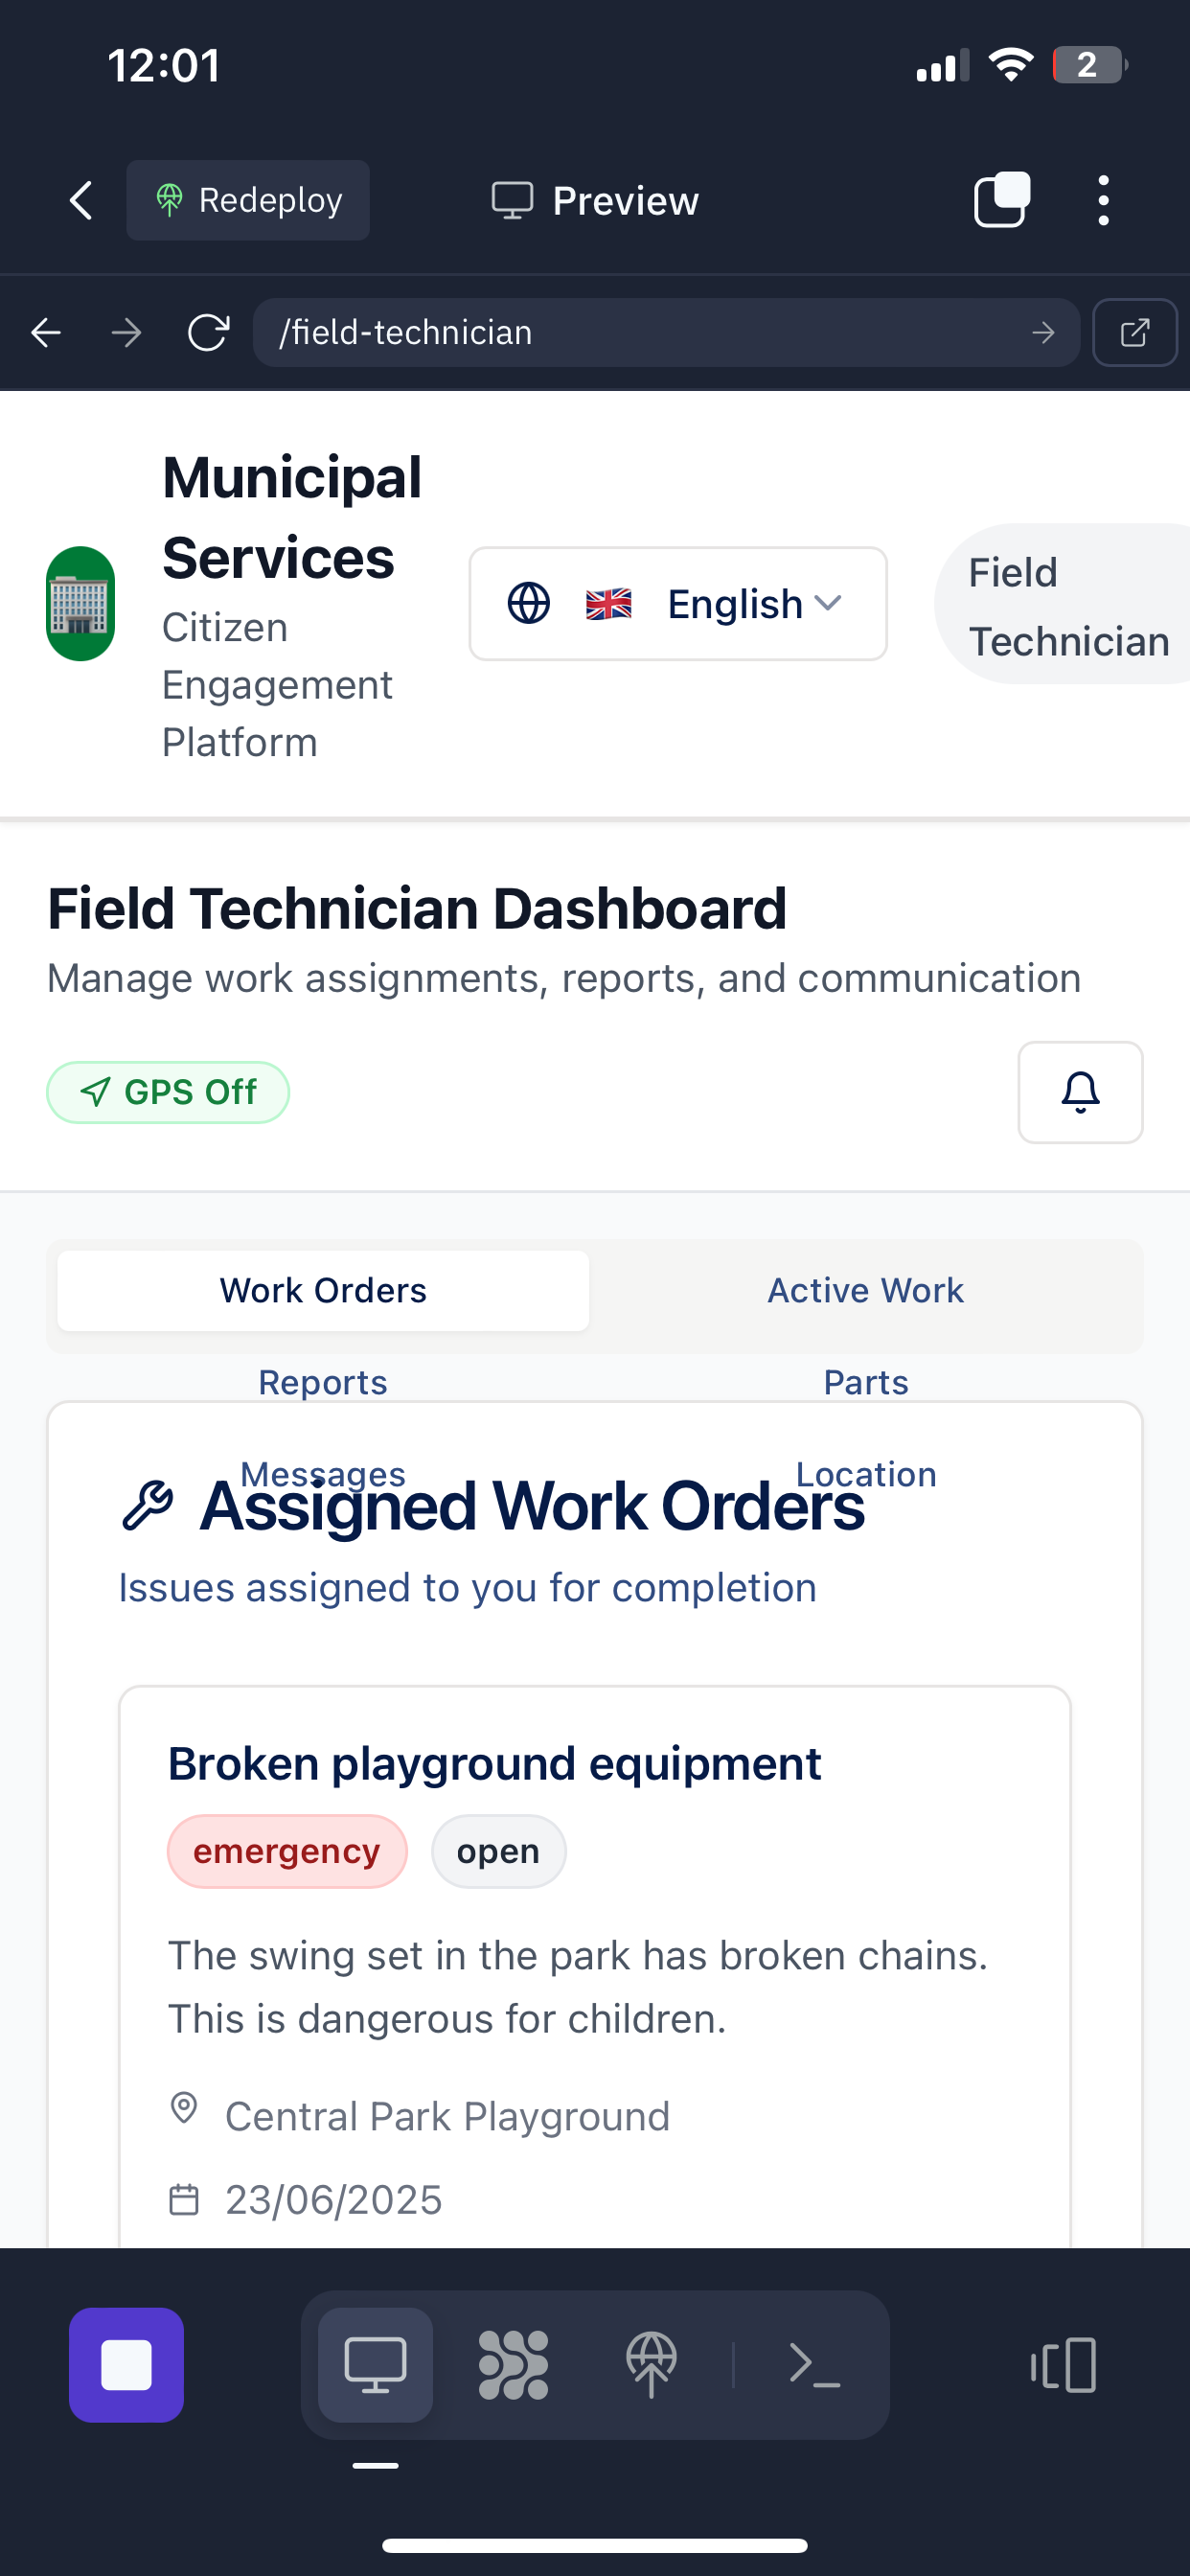 12:01
2
Redeploy
Preview
/field-technician
Municipal
Services
Citizen
Engagement
Platform
🇬🇧 English
Field
Technician
Field Technician Dashboard
Manage work assignments, reports, and communication
GPS Off
Work Orders
Active Work
Reports
Parts
Messages
Location
Assigned Work Orders
Issues assigned to you for completion
Broken playground equipment
emergency
open
The swing set in the park has broken chains.
This is dangerous for children.
Central Park Playground
23/06/2025